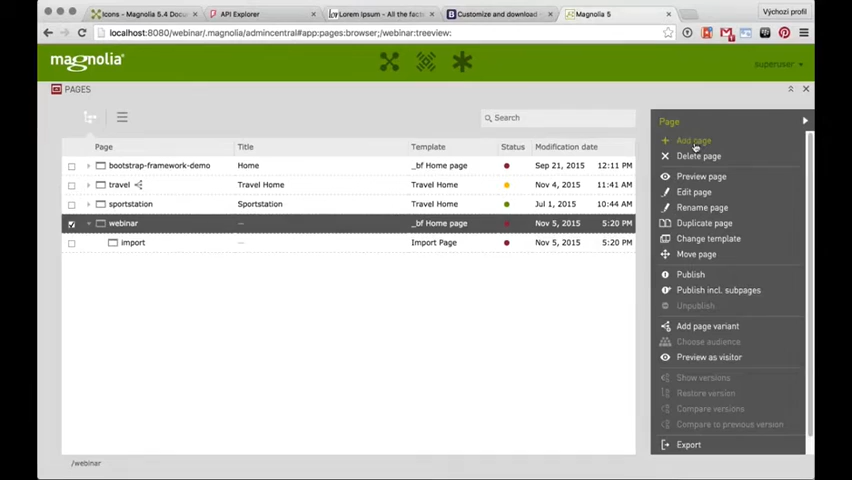 Icons - Magnolia 5.4 Docu
API Explorer
Lorem Ipsum - All the facts
Customize and download
Magnolia 5
Výchozí profil
localhost:8080/webinar/.magnolia/admincentral#app:pages:browser;/webinar:treeview:
magnolia
superuser
PAGES
Search
Page Title Template Status Modification date
bootstrap-framework-demo Home _bf Home page Sep 21, 2015 12:11 PM
travel Travel Home Travel Home Nov 4, 2015 11:41 AM
sportstation Sportstation Travel Home Jul 1, 2015 10:44 AM
webinar – _bf Home page Nov 5, 2015 5:20 PM
import – Import Page Nov 5, 2015 5:20 PM
/webinar
Page
Add page
Delete page
Preview page
Edit page
Rename page
Duplicate page
Change template
Move page
Publish
Publish incl. subpages
Unpublish
Add page variant
Choose audience
Preview as visitor
Show versions
Restore version
Compare versions
Compare to previous version
Export